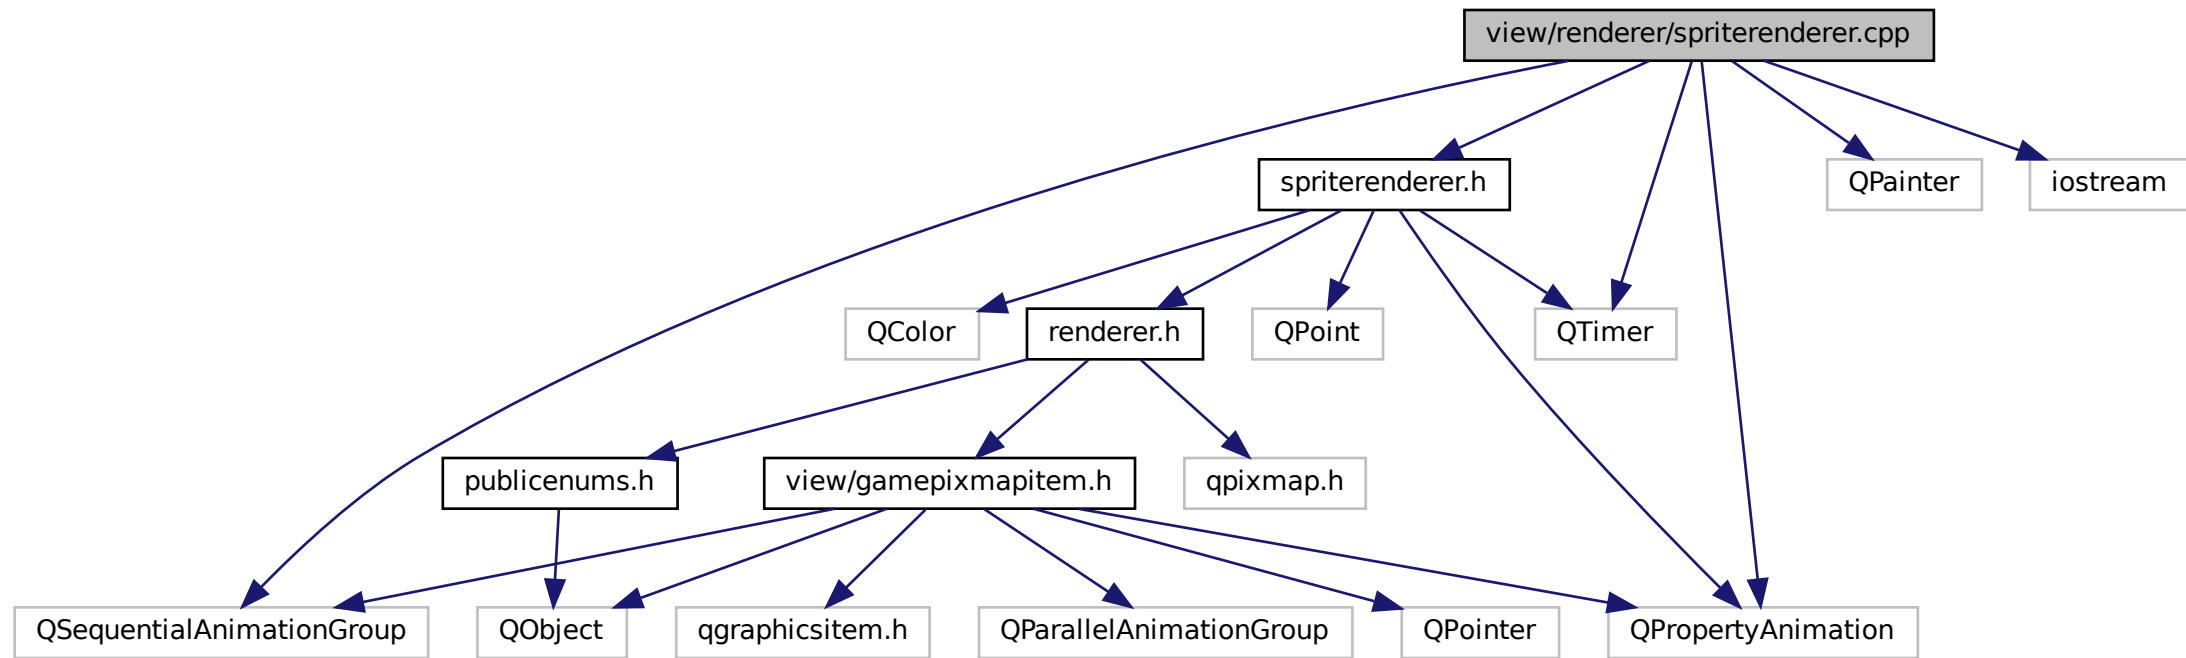 view/renderer/spriterenderer.cpp
spriterenderer.h
QPainter
iostream
QColor
renderer.h
QPoint
QTimer
publicenums.h
view/gamepixmapitem.h
qpixmap.h
QSequentialAnimationGroup
QObject
qgraphicsitem.h
QParallelAnimationGroup
QPointer
QPropertyAnimation